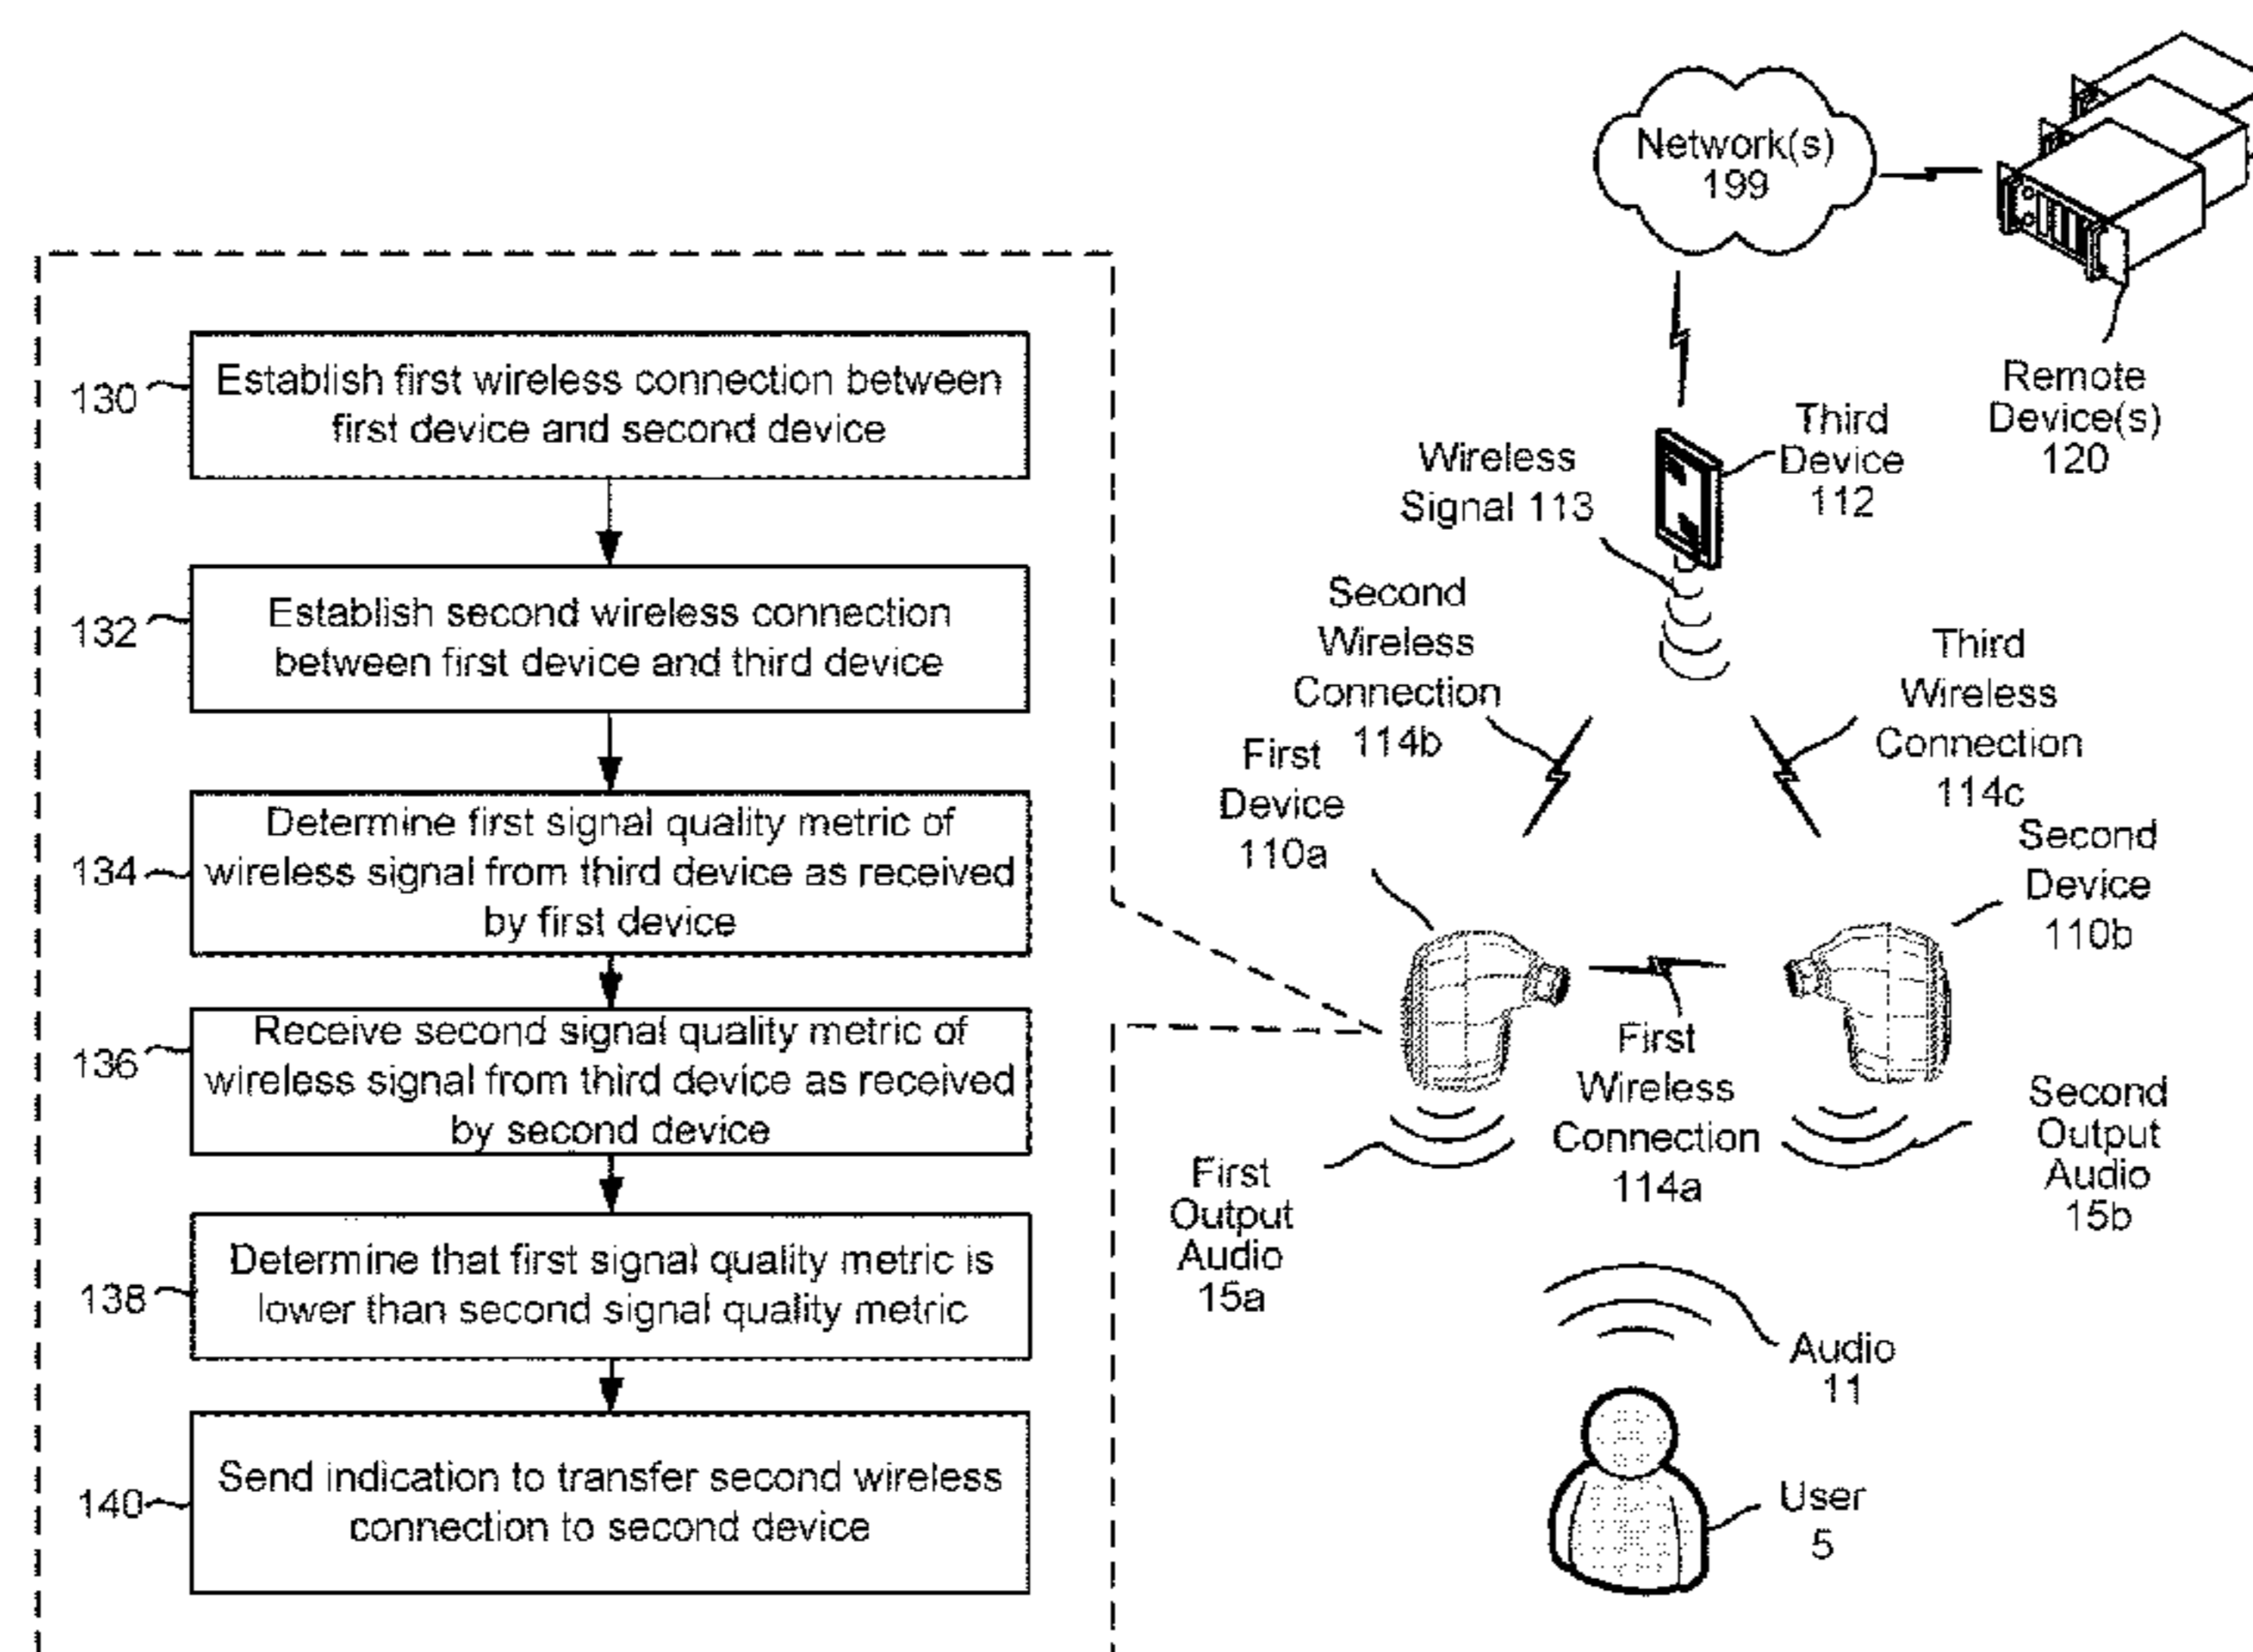 130
Establish first wireless connection between
first device and second device
132
Establish second wireless connection
between first device and third device
134
Determine first signal quality metric of
wireless signal from third device as received
by first device
136
Receive second signal quality metric of
wireless signal from third device as received
by second device
138
Determine that first signal quality metric is
lower than second signal quality metric
140
Send indication to transfer second wireless
connection to second device
Network(s)
199
Remote
Device(s)
120
Third
Device
112
Wireless
Signal 113
Second
Wireless
Connection
114b
Third
Wireless
Connection
114c
First
Device
110a
Second
Device
110b
First
Wireless
Connection
114a
First
Output
Audio
15a
Second
Output
Audio
15b
Audio
11
User
5